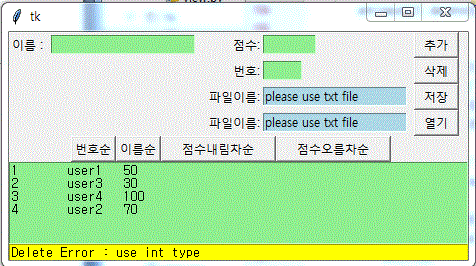 tk
이름 : 점수: 추가
번호: 삭제
파일이름: please use txt file 저장
파일이름: please use txt file 열기
번호순 이름순 점수내림차순 점수오름차순
1 user1 50
2 user3 30
3 user4 100
4 user2 70
Delete Error : use int type